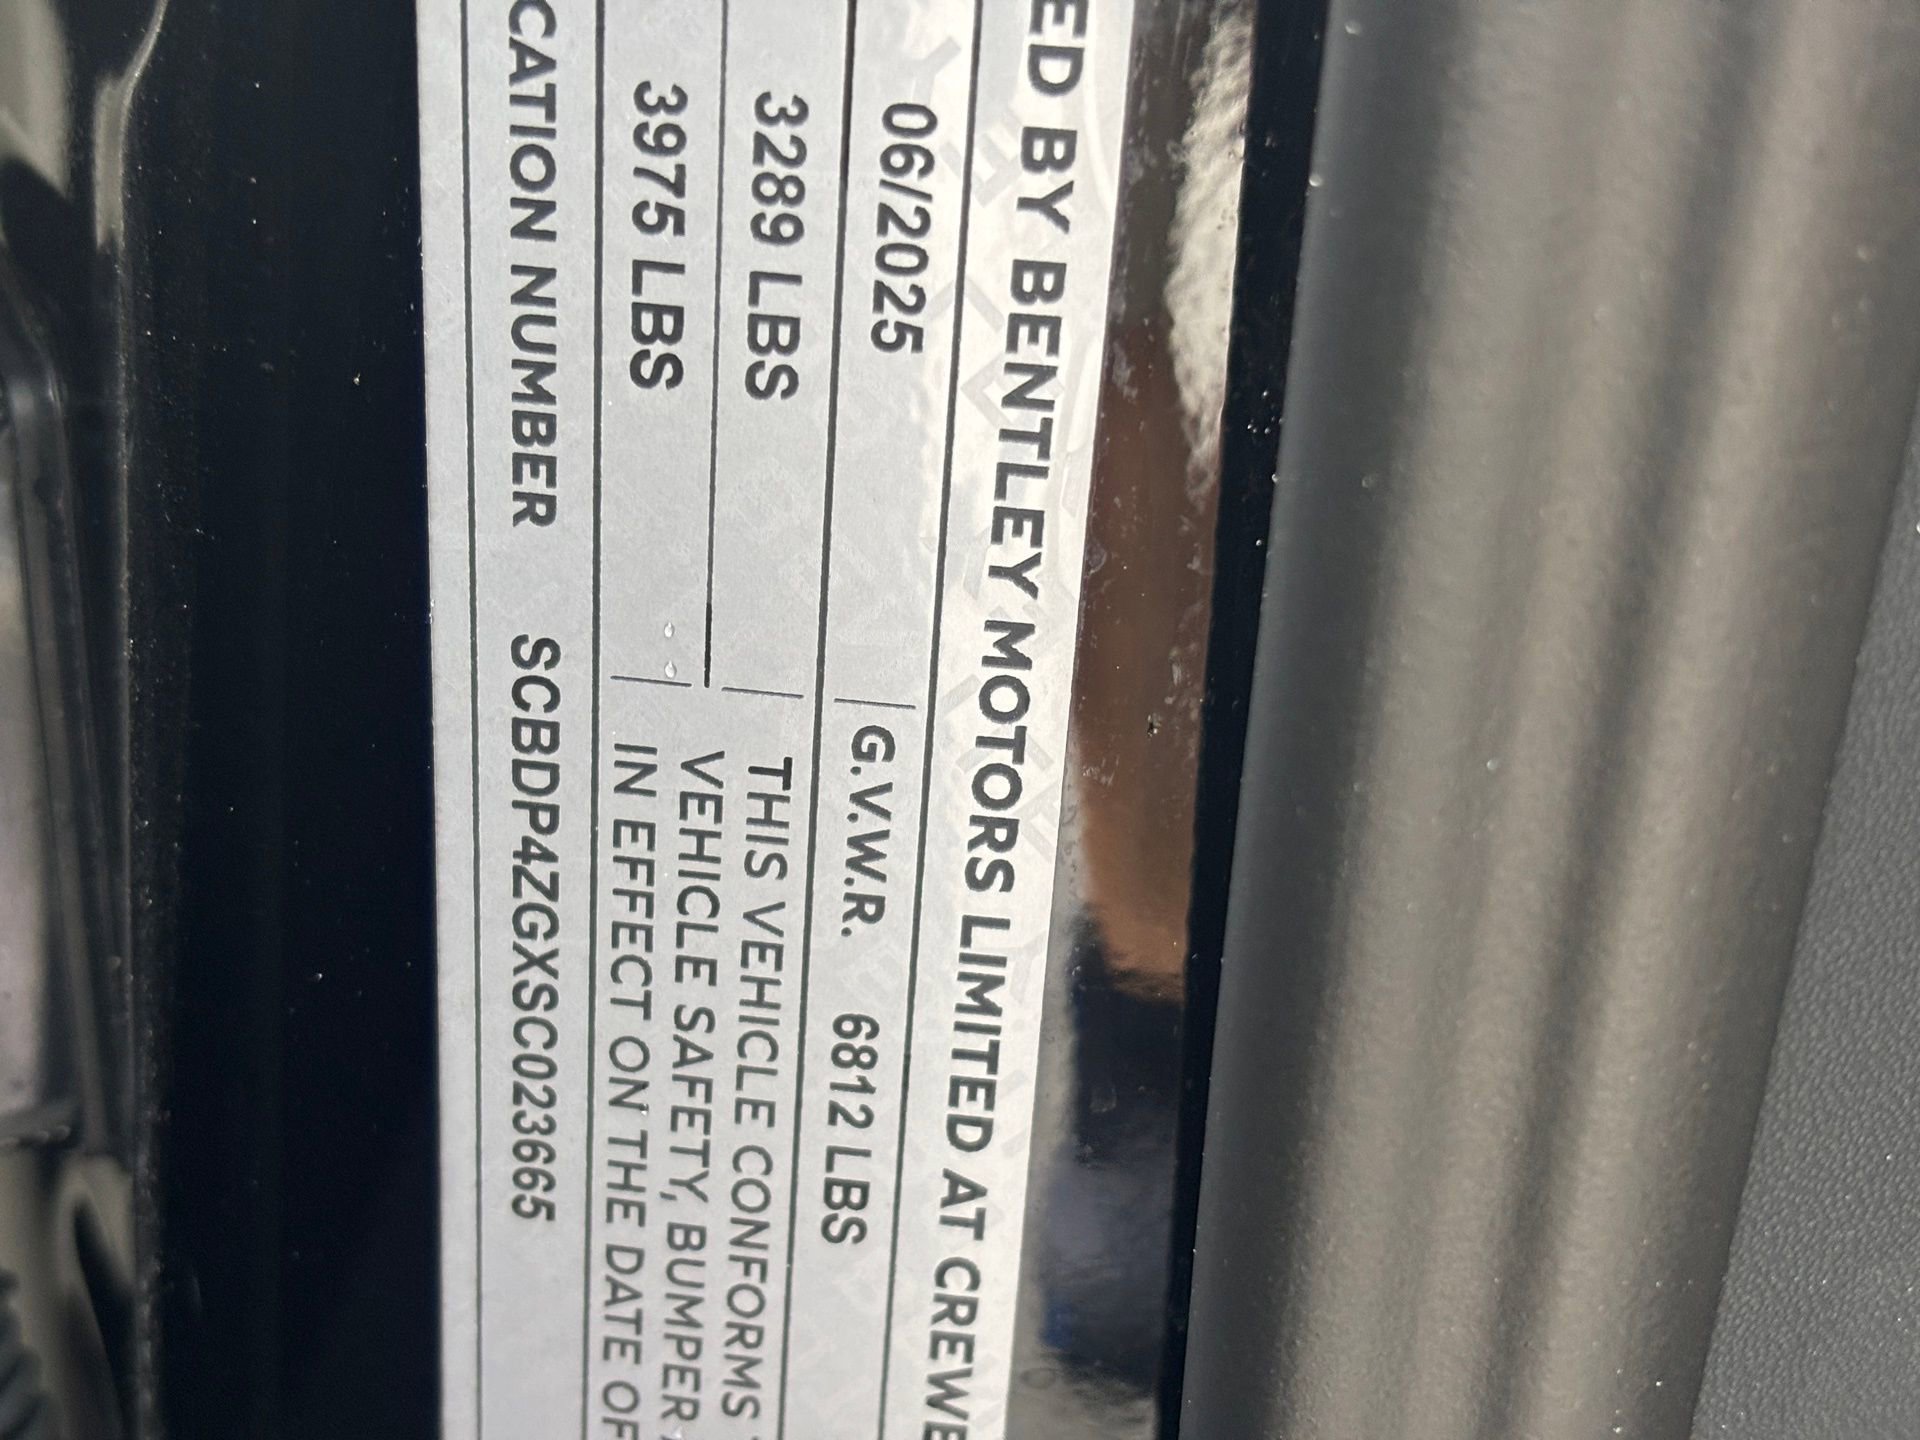 ED BY BENTLEY MOTORS LIMITED AT CREWE
06/2025 G.V.W.R. 6812 LBS
3289 LBS THIS VEHICLE CONFORMS
VEHICLE SAFETY, BUMPER
3975 LBS IN EFFECT ON THE DATE OF
CATION NUMBER SCBDP4ZGXSC023665